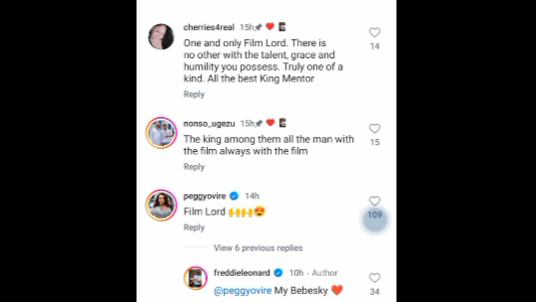 cherries4real 15h
One and only Film Lord. There is
no other with the talent, grace and
humility you possess. Truly one of a
kind. All the best King Mentor
14
Reply
nonso_ugezu 15h
The king among them all the man with
the film always with the film
15
Reply
peggyovire 14h
Film Lord 🙌🙌😍
109
Reply
View 6 previous replies
freddieleonard 10h · Author
@peggyovire My Bebesky ❤️
34